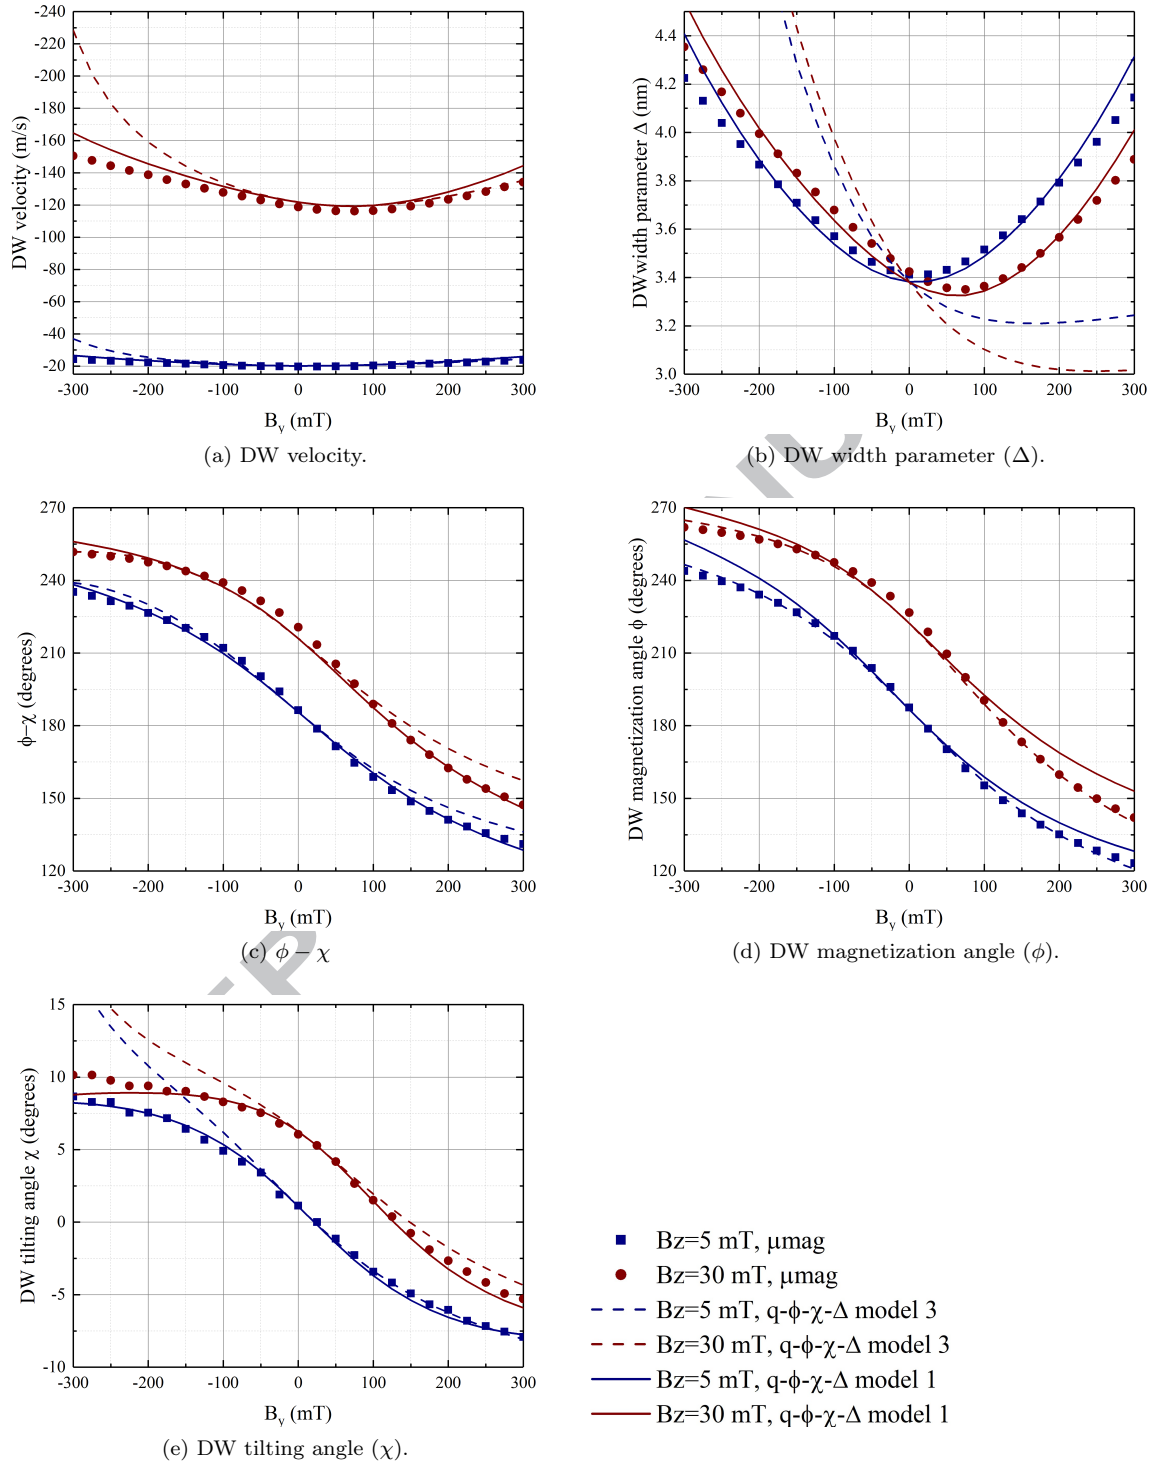 -240
-220
-200
-180
-160
-140
-120
-100
-80
-60
-40
-20
DW velocity (m/s)
-300 -200 -100 0 100 200 300
B_y (mT)
(a) DW velocity.
4.4
4.2
4.0
3.8
3.6
3.4
3.2
3.0
DW width parameter Δ (nm)
-300 -200 -100 0 100 200 300
B_y (mT)
(b) DW width parameter (Δ).
270
240
210
180
150
120
ϕ−χ (degrees)
-300 -200 -100 0 100 200 300
B_y (mT)
(c) ϕ − χ
270
240
210
180
150
120
DW magnetization angle ϕ (degrees)
-300 -200 -100 0 100 200 300
B_y (mT)
(d) DW magnetization angle (ϕ).
15
10
5
0
-5
-10
DW tilting angle χ (degrees)
-300 -200 -100 0 100 200 300
B_y (mT)
(e) DW tilting angle (χ).
Bz=5 mT, μmag
Bz=30 mT, μmag
Bz=5 mT, q-ϕ-χ-Δ model 3
Bz=30 mT, q-ϕ-χ-Δ model 3
Bz=5 mT, q-ϕ-χ-Δ model 1
Bz=30 mT, q-ϕ-χ-Δ model 1